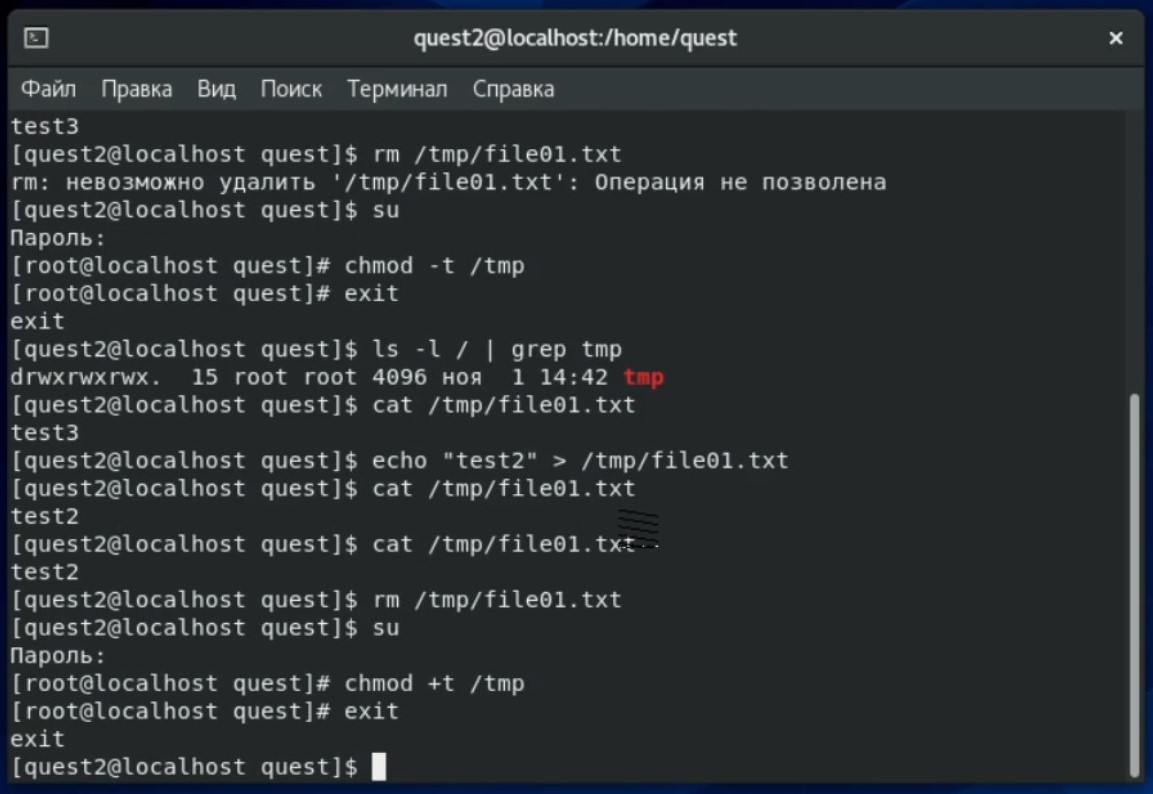 quest2@localhost:/home/quest
×
Файл Правка Вид Поиск Терминал Справка
test3
[quest2@localhost quest]$ rm /tmp/file01.txt
rm: невозможно удалить '/tmp/file01.txt': Операция не позволена
[quest2@localhost quest]$ su
Пароль:
[root@localhost quest]# chmod -t /tmp
[root@localhost quest]# exit
exit
[quest2@localhost quest]$ ls -l / | grep tmp
drwxrwxrwx.  15 root root 4096 ноя  1 14:42 tmp
[quest2@localhost quest]$ cat /tmp/file01.txt
test3
[quest2@localhost quest]$ echo "test2" > /tmp/file01.txt
[quest2@localhost quest]$ cat /tmp/file01.txt
test2
[quest2@localhost quest]$ cat /tmp/file01.txt
test2
[quest2@localhost quest]$ rm /tmp/file01.txt
[quest2@localhost quest]$ su
Пароль:
[root@localhost quest]# chmod +t /tmp
[root@localhost quest]# exit
exit
[quest2@localhost quest]$